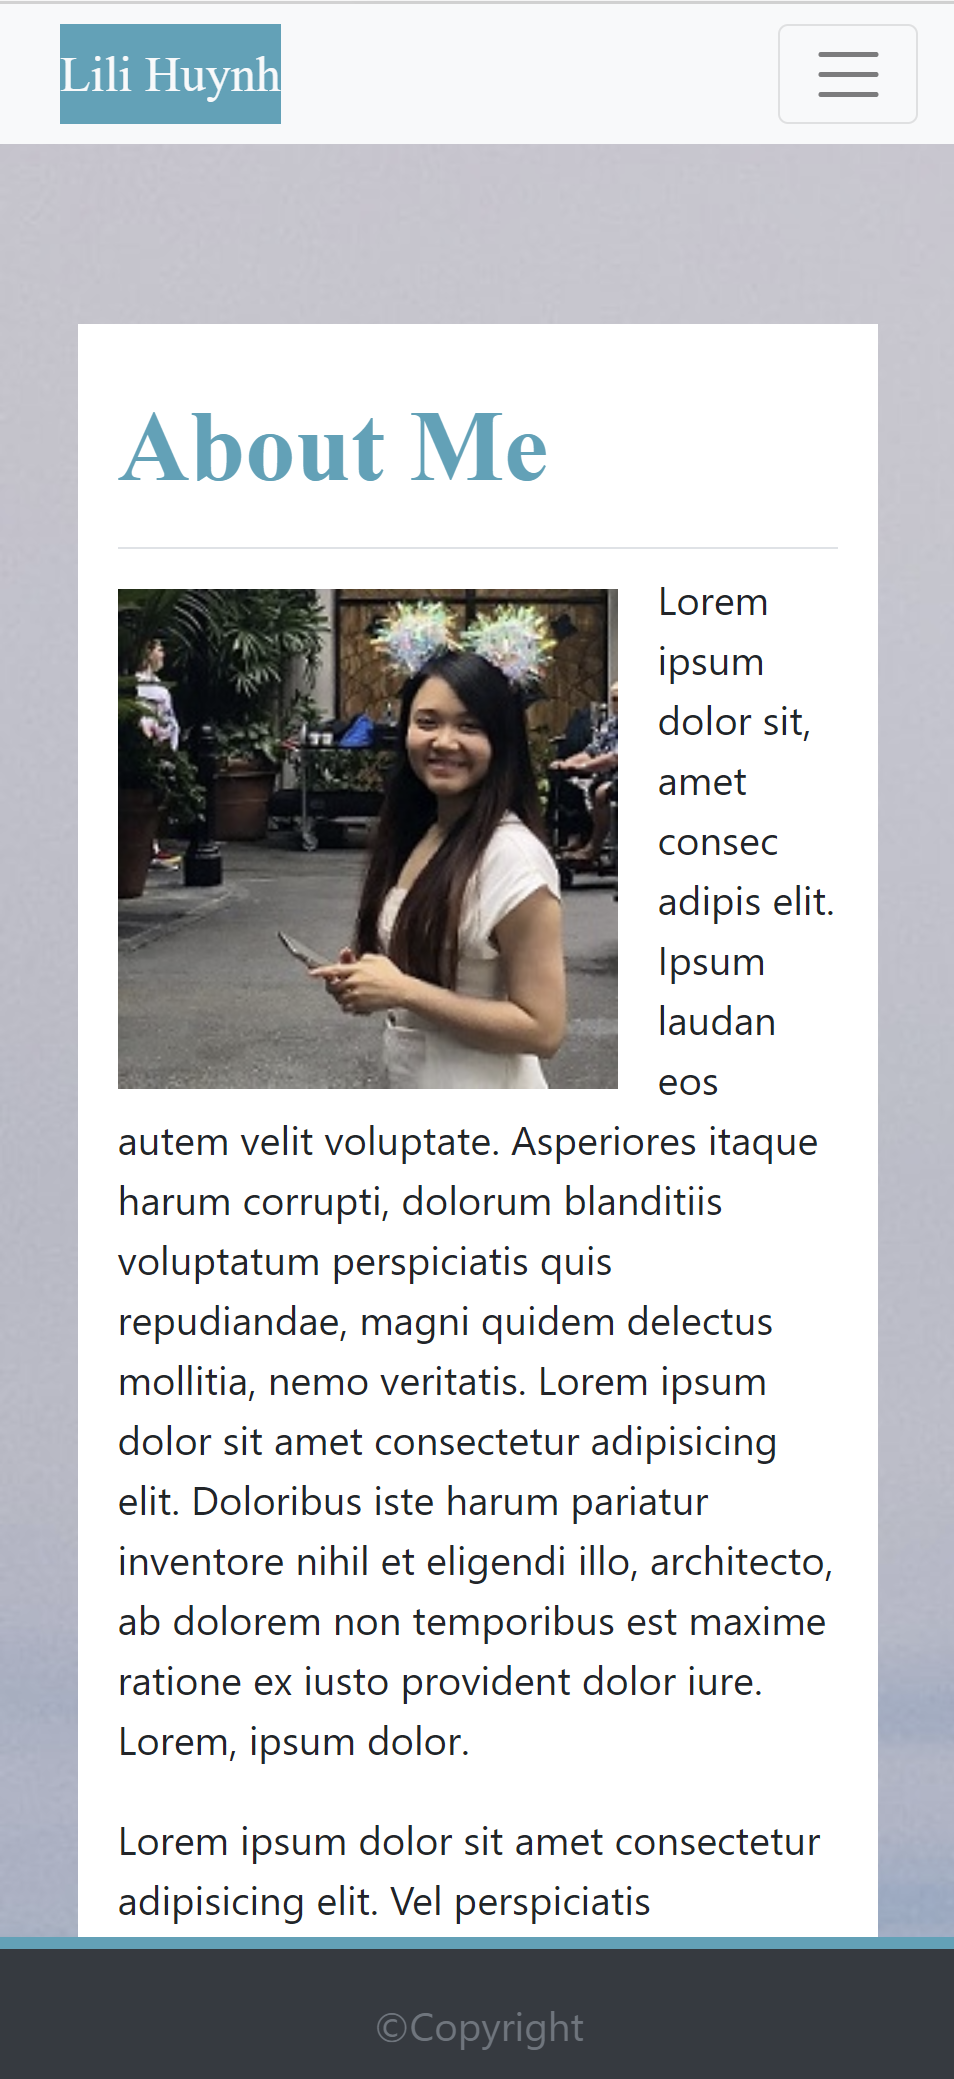 Lili Huynh
About Me
Lorem
ipsum
dolor sit,
amet
consec
adipis elit.
Ipsum
laudan
eos
autem velit voluptate. Asperiores itaque
harum corrupti, dolorum blanditiis
voluptatum perspiciatis quis
repudiandae, magni quidem delectus
mollitia, nemo veritatis. Lorem ipsum
dolor sit amet consectetur adipisicing
elit. Doloribus iste harum pariatur
inventore nihil et eligendi illo, architecto,
ab dolorem non temporibus est maxime
ratione ex iusto provident dolor iure.
Lorem, ipsum dolor.
Lorem ipsum dolor sit amet consectetur
adipisicing elit. Vel perspiciatis
©Copyright